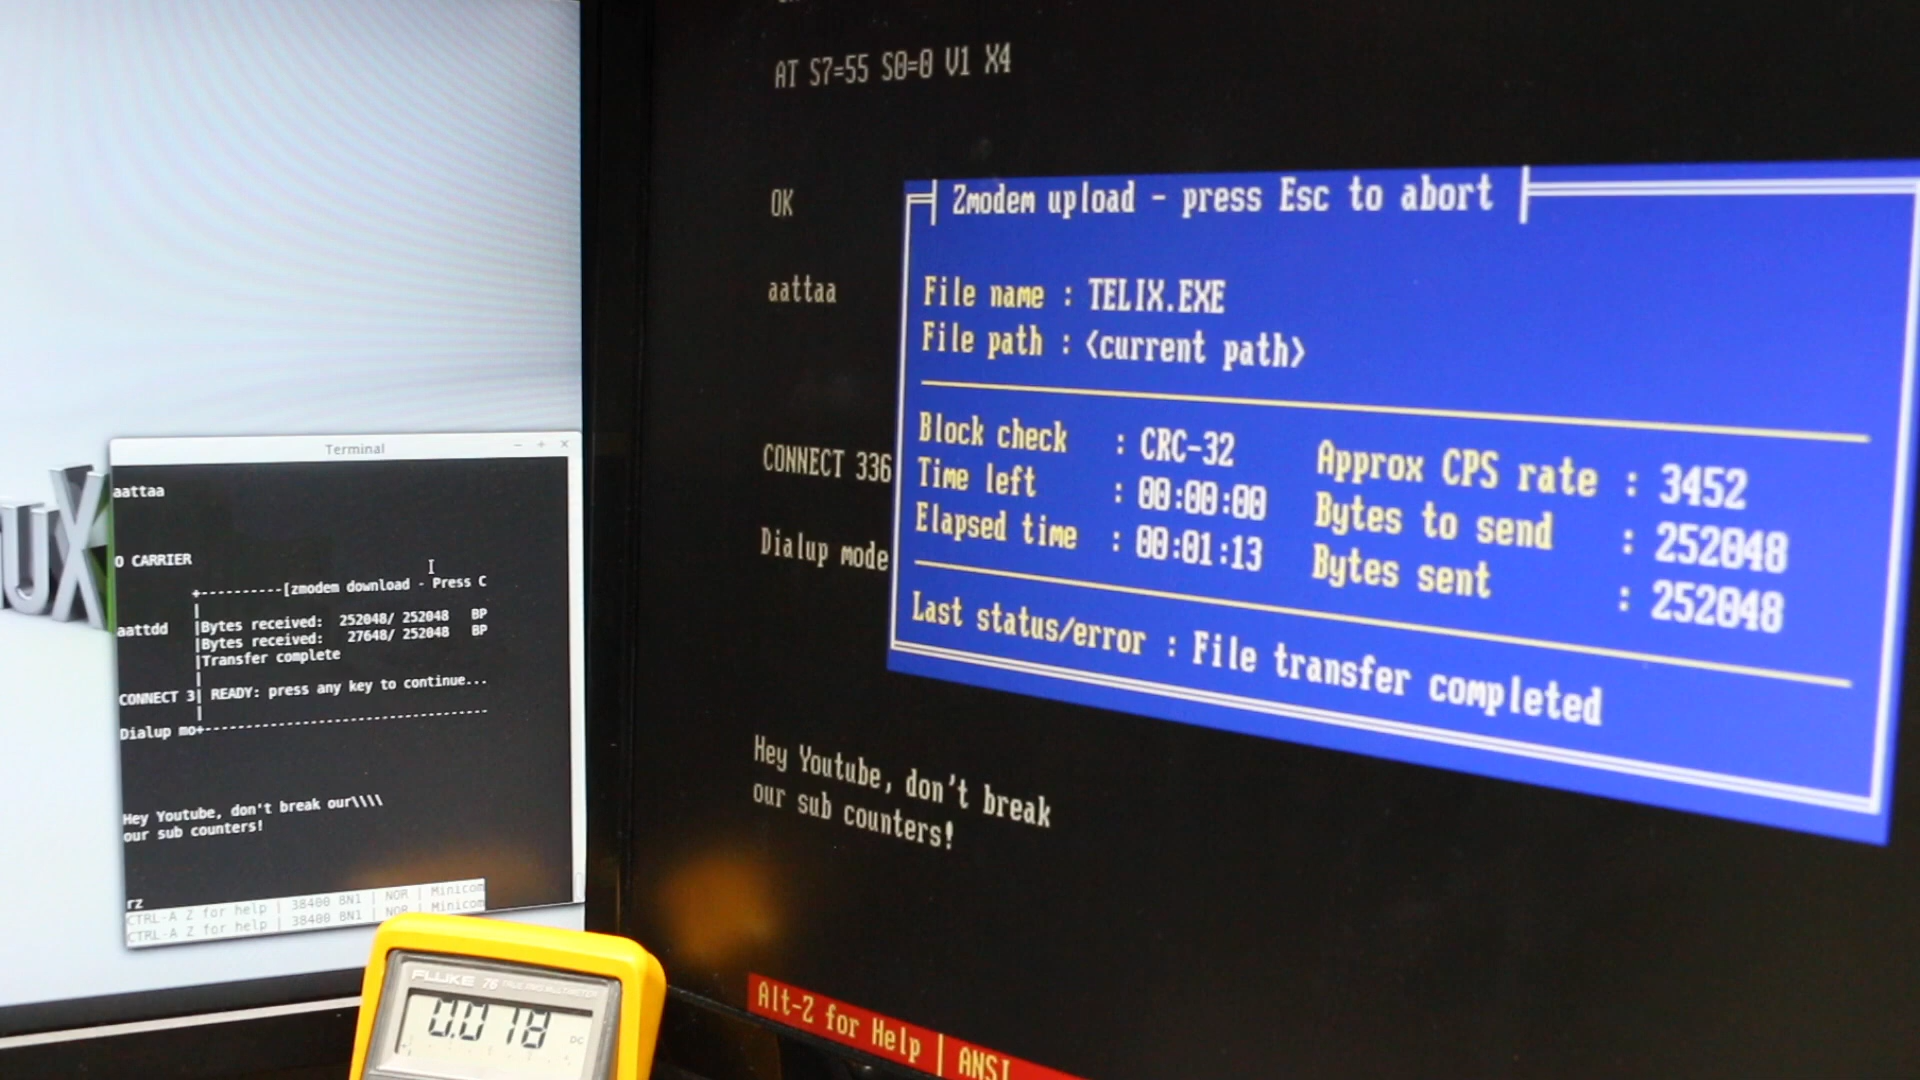 UX
Terminal
aattaa
O CARRIER
+----------[zmodem download - Press C
|
aattdd |Bytes received: 252048/ 252048 BP
|Bytes received: 27648/ 252048 BP
|Transfer complete
|
CONNECT 3| READY: press any key to continue...
|
Dialup mo+-----------------------------------
Hey Youtube, don't break our\\\\
our sub counters!
rz
CTRL-A Z for help | 38400 8N1 | NOR | Minicom
CTRL-A Z for help | 38400 8N1 | NOR | Minicom
FLUKE 76 TRUE RMS MULTIMETER
0.018
DC
AT S7=55 S0=0 V1 X4
OK
aattaa
CONNECT 336
Dialup mode
Zmodem upload - press Esc to abort
File name : TELIX.EXE
File path : <current path>
Block check : CRC-32 Approx CPS rate : 3452
Time left : 00:00:00 Bytes to send : 252048
Elapsed time : 00:01:13 Bytes sent : 252048
Last status/error : File transfer completed
Hey Youtube, don't break
our sub counters!
Alt-Z for Help | ANSI